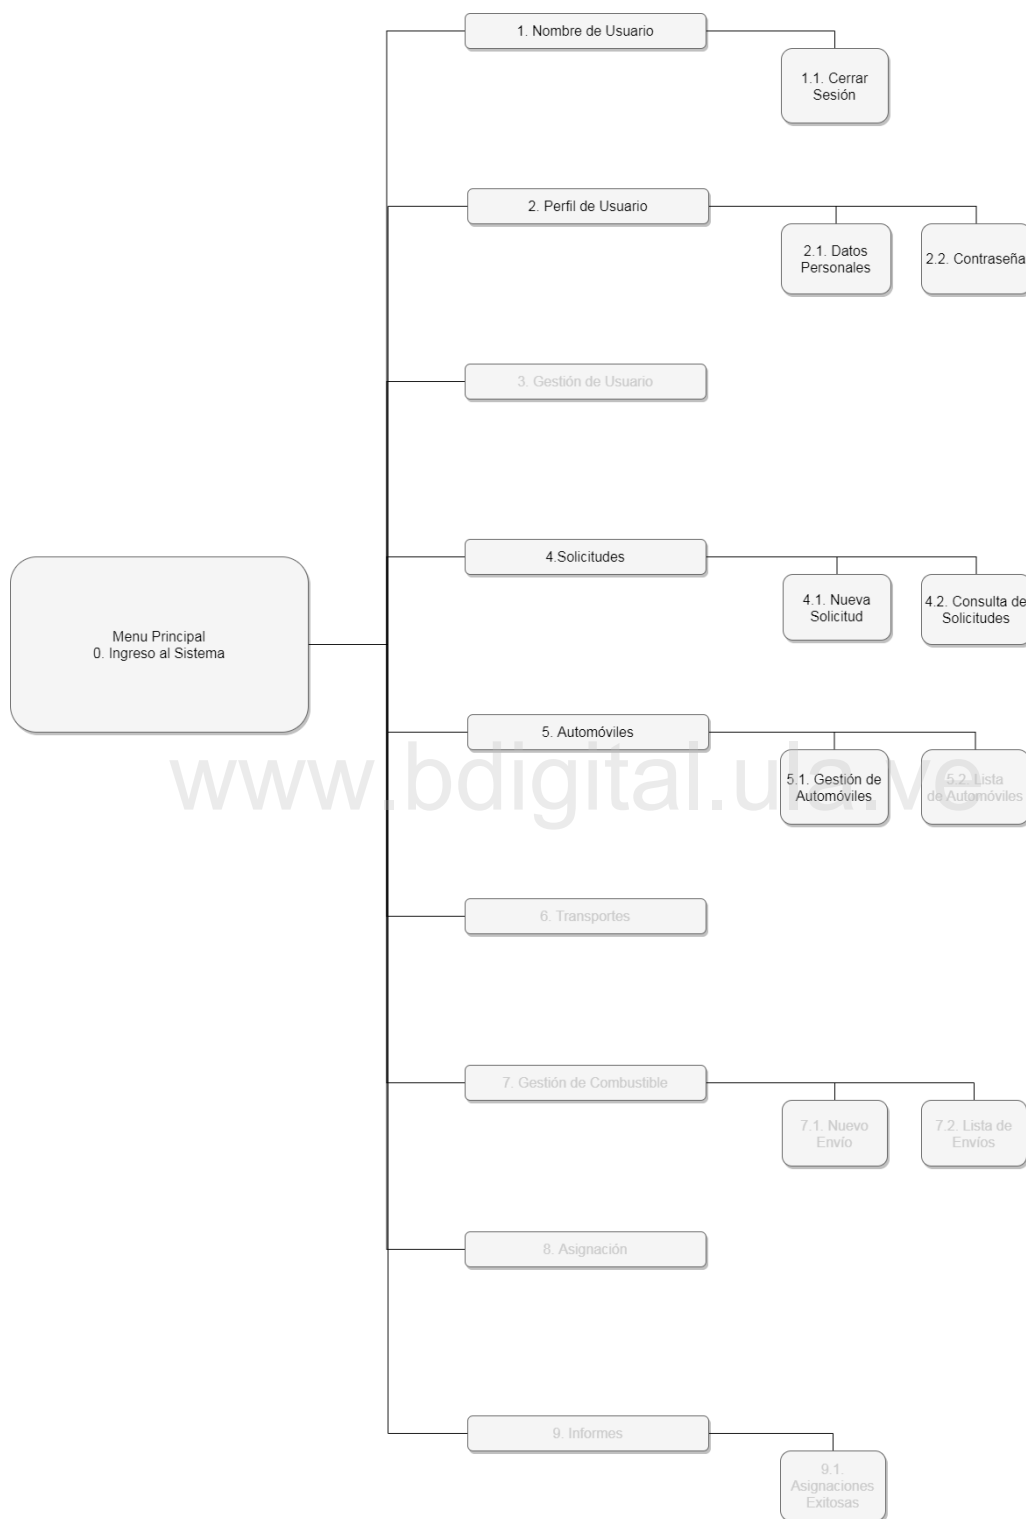 1. Nombre de Usuario
1.1. Cerrar
Sesión
2. Perfil de Usuario
2.1. Datos
Personales
2.2. Contraseña
3. Gestión de Usuario
4.Solicitudes
4.1. Nueva
Solicitud
4.2. Consulta de
Solicitudes
Menu Principal
0. Ingreso al Sistema
5. Automóviles
5.1. Gestión de
Automóviles
5.2. Lista
de Automóviles
www.bdigital.ula.ve
6. Transportes
7. Gestión de Combustible
7.1. Nuevo
Envío
7.2. Lista de
Envíos
8. Asignación
9. Informes
9.1.
Asignaciones
Exitosas